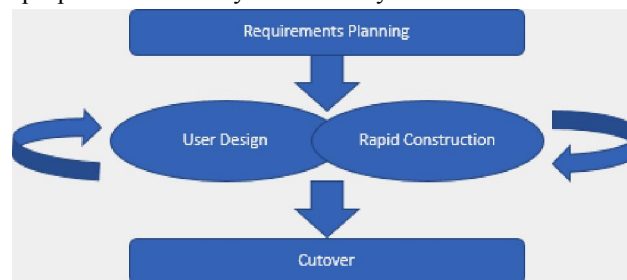 Requirements Planning
User Design
Rapid Construction
Cutover